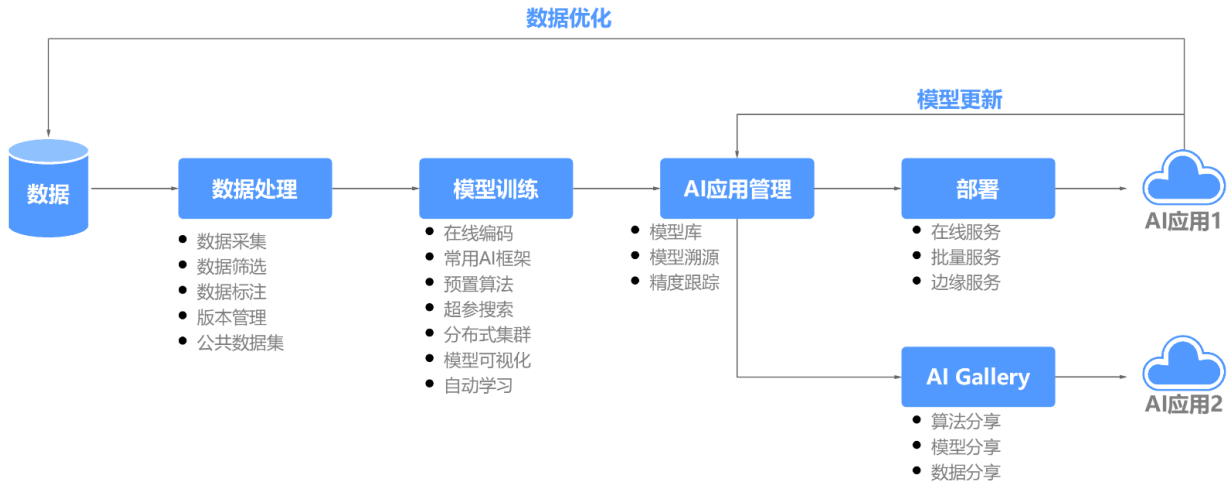 数据优化
模型更新
数据
数据处理
数据采集
数据筛选
数据标注
版本管理
公共数据集
模型训练
在线编码
常用AI框架
预置算法
超参搜索
分布式集群
模型可视化
自动学习
AI应用管理
模型库
模型溯源
精度跟踪
部署
在线服务
批量服务
边缘服务
AI应用1
AI Gallery
算法分享
模型分享
数据分享
AI应用2